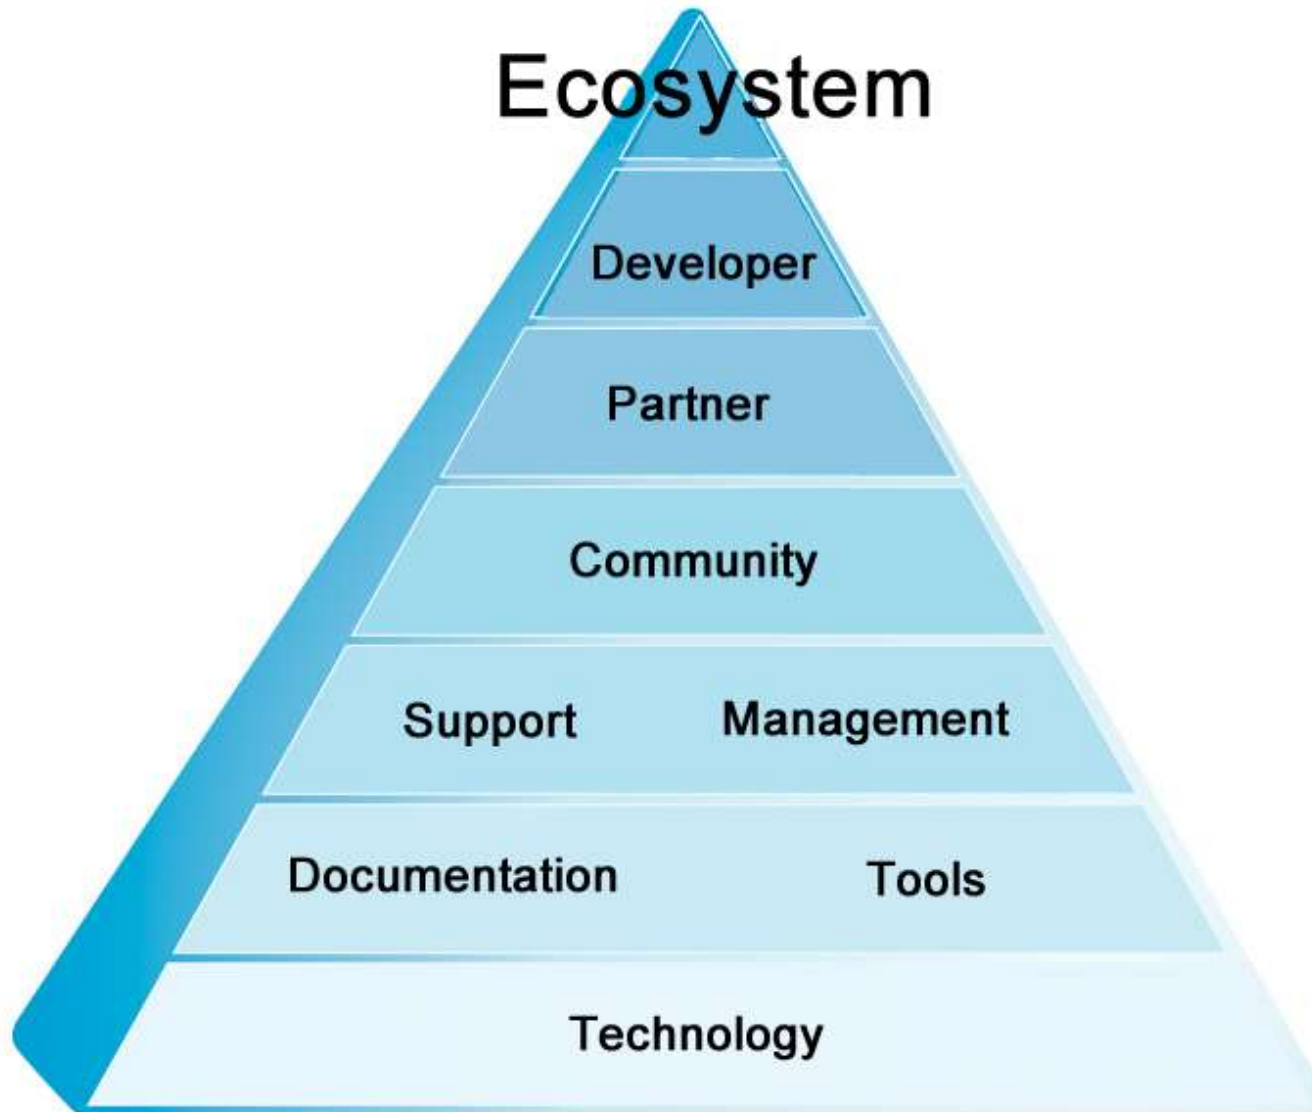 Ecosystem
Developer
Partner
Community
Support Management
Documentation Tools
Technology